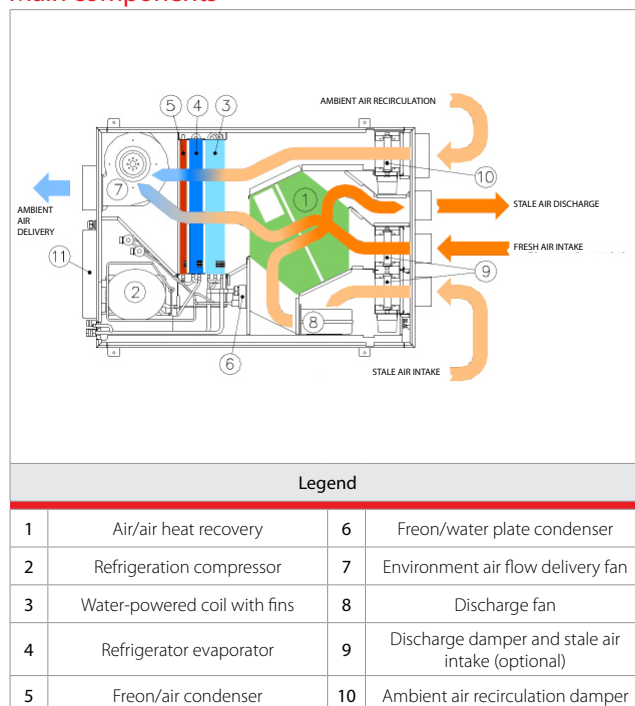 main components
5
4
3
AMBIENT AIR RECIRCULATION
1
10
7
STALE AIR DISCHARGE
AMBIENT
AIR
DELIVERY
FRESH AIR INTAKE
11
2
9
8
6
STALE AIR INTAKE
Legend
1 Air/air heat recovery 6 Freon/water plate condenser
2 Refrigeration compressor 7 Environment air flow delivery fan
3 Water-powered coil with fins 8 Discharge fan
4 Refrigerator evaporator 9 Discharge damper and stale air
intake (optional)
5 Freon/air condenser 10 Ambient air recirculation damper